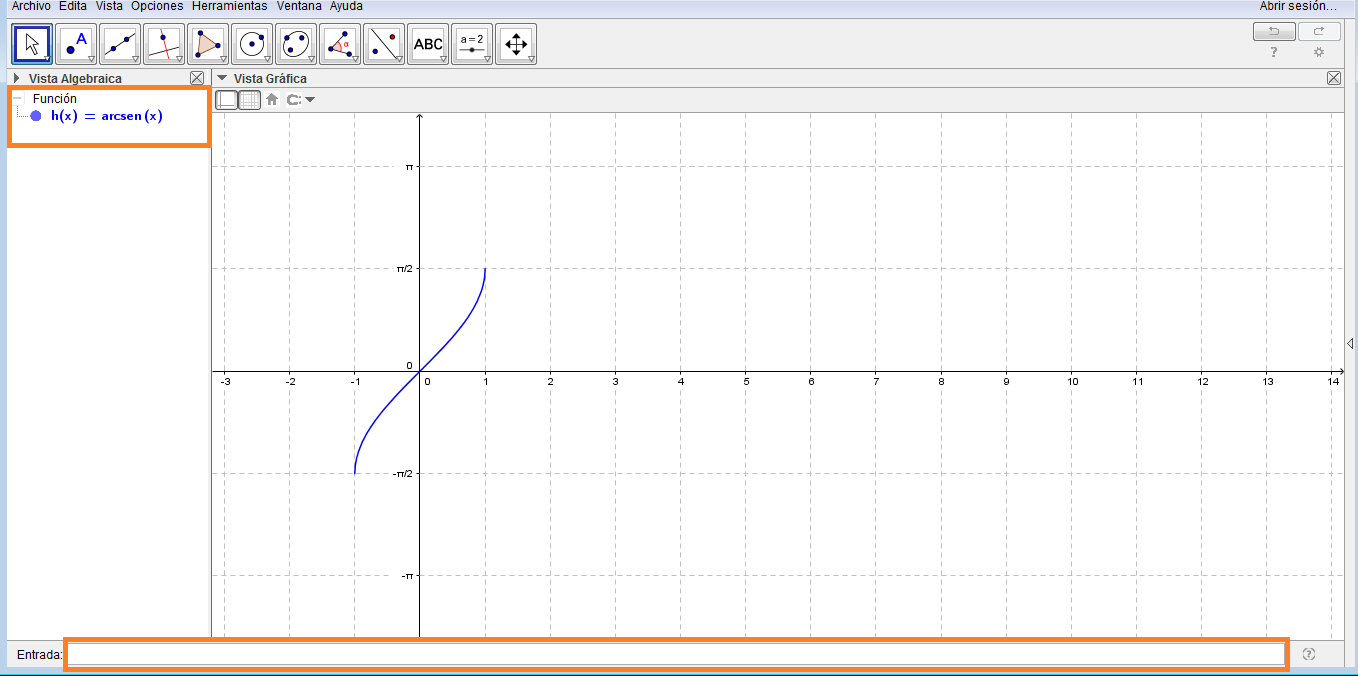 Archivo Edita Vista Opciones Herramientas Ventana Ayuda Abrir sesión...
A α ABC a=2 ?
Vista Algebraica Vista Gráfica
Función
h(x) = arcsen (x)
π
π/2
0
-3 -2 -1 0 1 2 3 4 5 6 7 8 9 10 11 12 13 14
-π/2
-π
Entrada: ?